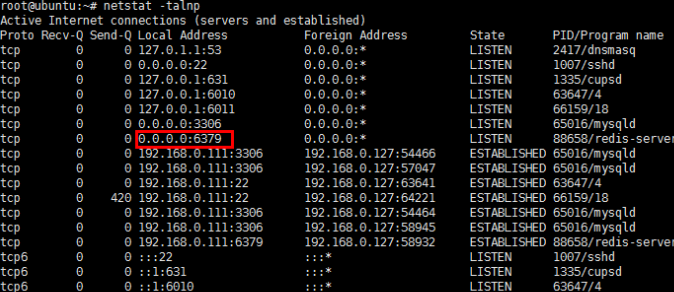 root@ubuntu:~# netstat -talnp
Active Internet connections (servers and established)
Proto Recv-Q Send-Q Local Address Foreign Address State PID/Program name
tcp 0 0 127.0.1.1:53 0.0.0.0:* LISTEN 2417/dnsmasq
tcp 0 0 0.0.0.0:22 0.0.0.0:* LISTEN 1007/sshd
tcp 0 0 127.0.0.1:631 0.0.0.0:* LISTEN 1335/cupsd
tcp 0 0 127.0.0.1:6010 0.0.0.0:* LISTEN 63647/4
tcp 0 0 127.0.0.1:6011 0.0.0.0:* LISTEN 66159/18
tcp 0 0 0.0.0.0:3306 0.0.0.0:* LISTEN 65016/mysqld
tcp 0 0 0.0.0.0:6379 0.0.0.0:* LISTEN 88658/redis-server
tcp 0 0 192.168.0.111:3306 192.168.0.127:54466 ESTABLISHED 65016/mysqld
tcp 0 0 192.168.0.111:3306 192.168.0.127:57047 ESTABLISHED 65016/mysqld
tcp 0 0 192.168.0.111:22 192.168.0.127:63641 ESTABLISHED 63647/4
tcp 0 420 192.168.0.111:22 192.168.0.127:64221 ESTABLISHED 66159/18
tcp 0 0 192.168.0.111:3306 192.168.0.127:54464 ESTABLISHED 65016/mysqld
tcp 0 0 192.168.0.111:3306 192.168.0.127:58945 ESTABLISHED 65016/mysqld
tcp 0 0 192.168.0.111:6379 192.168.0.127:58932 ESTABLISHED 88658/redis-server
tcp6 0 0 :::22 :::* LISTEN 1007/sshd
tcp6 0 0 ::1:631 :::* LISTEN 1335/cupsd
tcp6 0 0 ::1:6010 :::* LISTEN 63647/4